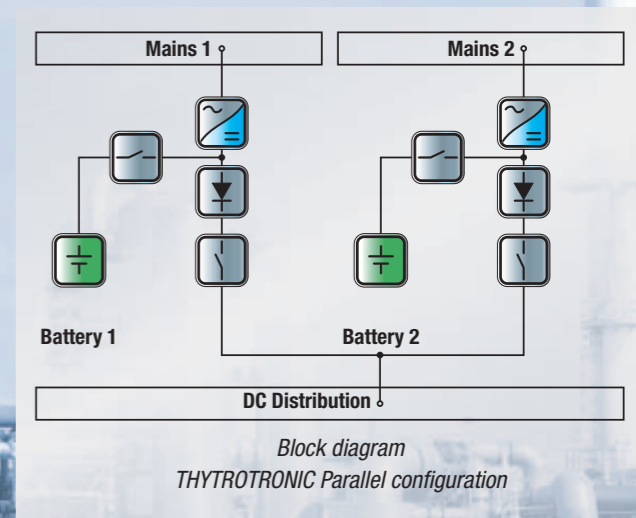 Mains 1
Mains 2
Battery 1
Battery 2
DC Distribution
Block diagram
THYTROTRONIC Parallel configuration